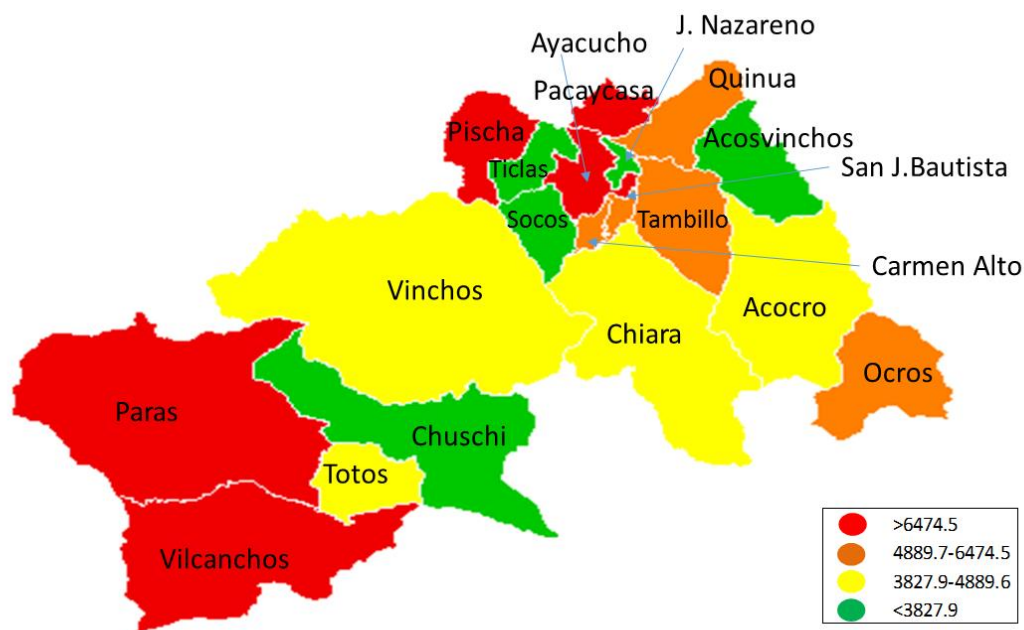 J. Nazareno
Ayacucho
Quinua
Pacaycasa
Pischa
Acosvinchos
Ticlas
San J.Bautista
Socos
Tambillo
Carmen Alto
Vinchos
Acocro
Chiara
Ocros
Paras
Chuschi
Totos
Vilcanchos
>6474.5
4889.7-6474.5
3827.9-4889.6
<3827.9